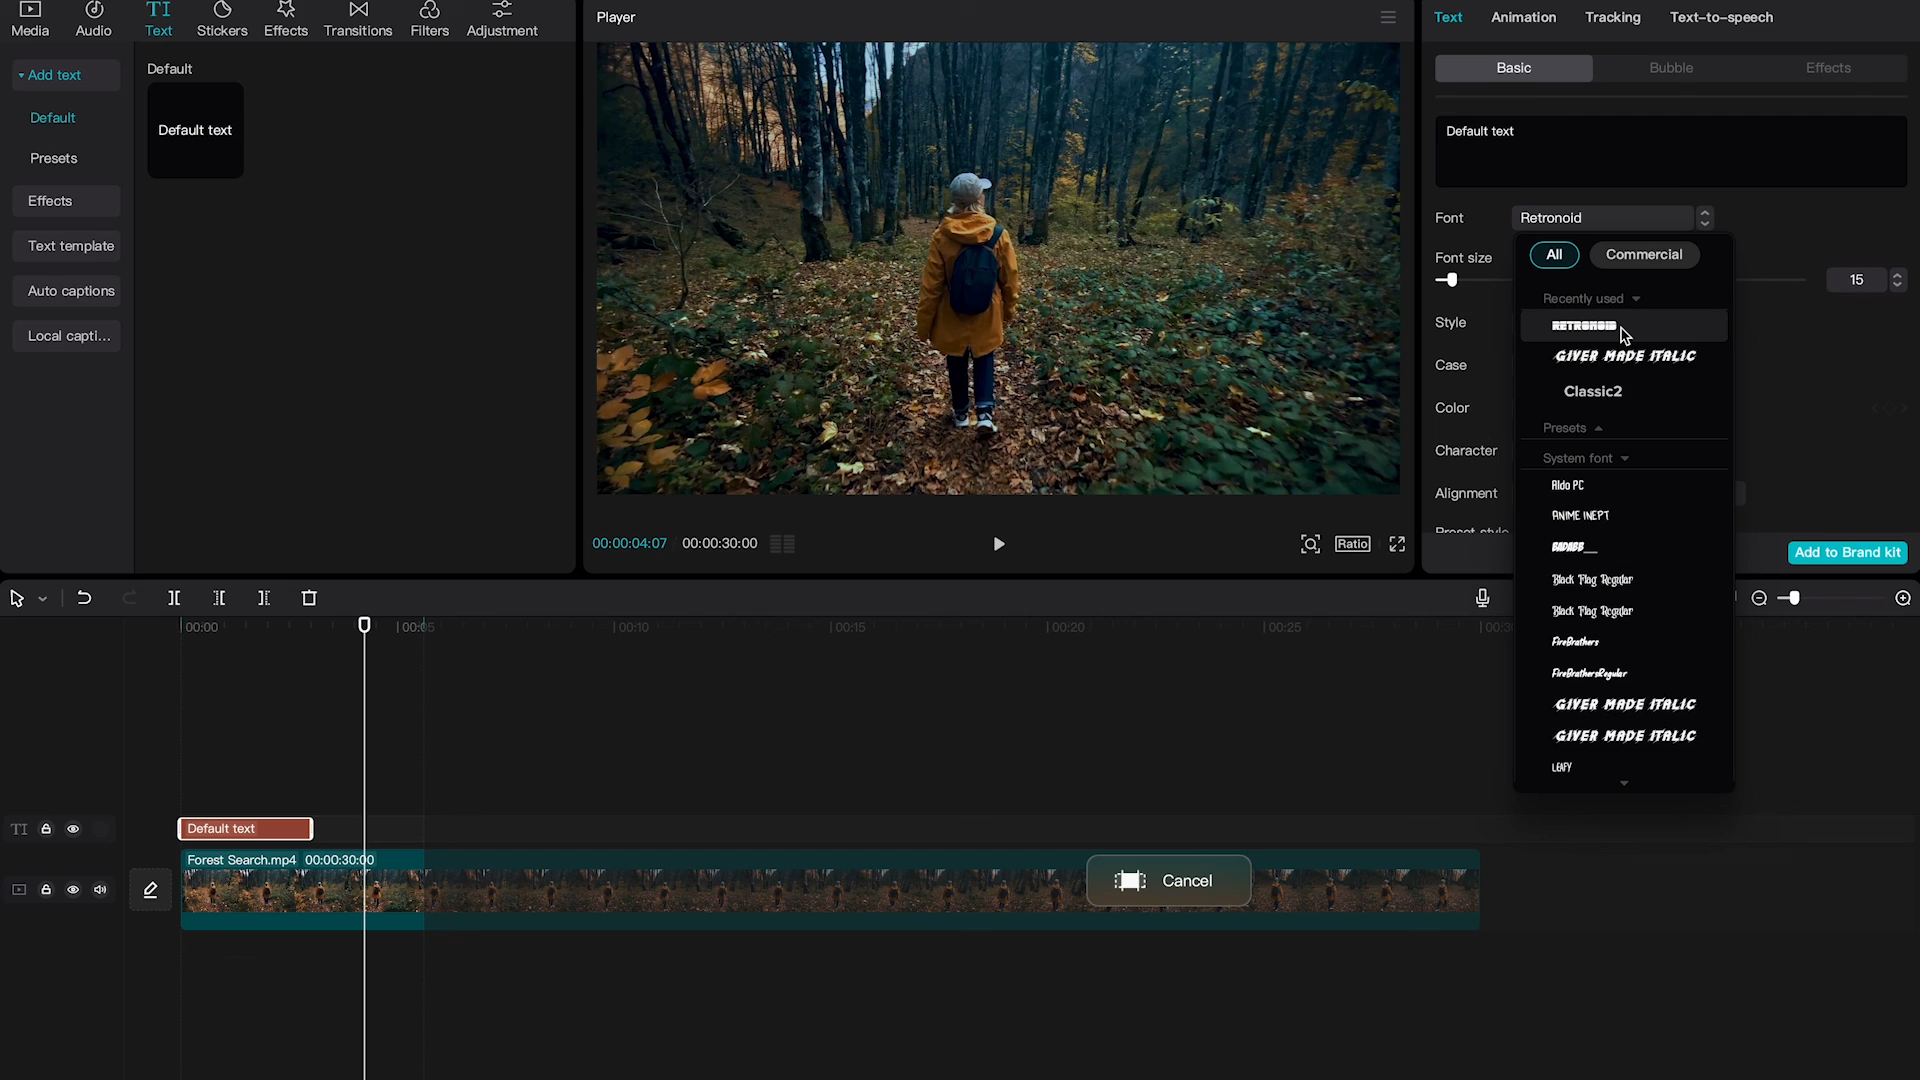 Media
Audio
TI
Text
Stickers
Effects
Transitions
Filters
Adjustment
Add text
Default
Presets
Effects
Text template
Auto captions
Local capti...
Default
Default text
Player
00:00:04:07
00:00:30:00
Ratio
Text
Animation
Tracking
Text-to-speech
Basic
Bubble
Effects
Default text
Font
Retronoid
Font size
15
Style
Case
Color
Character
Alignment
Preset style
All
Commercial
Recently used
RETRONOID
GIVER MADE ITALIC
Classic2
Presets
System font
Aldo PC
ANIME INEPT
BADABB__
Black Flag Regular
Black Flag Regular
FireBrathers
FireBrathersRegular
GIVER MADE ITALIC
GIVER MADE ITALIC
LEAFY
Add to Brand kit
00:00
00:05
00:10
00:15
00:20
00:25
TI
Default text
Forest Search.mp4 00:00:30:00
Cancel